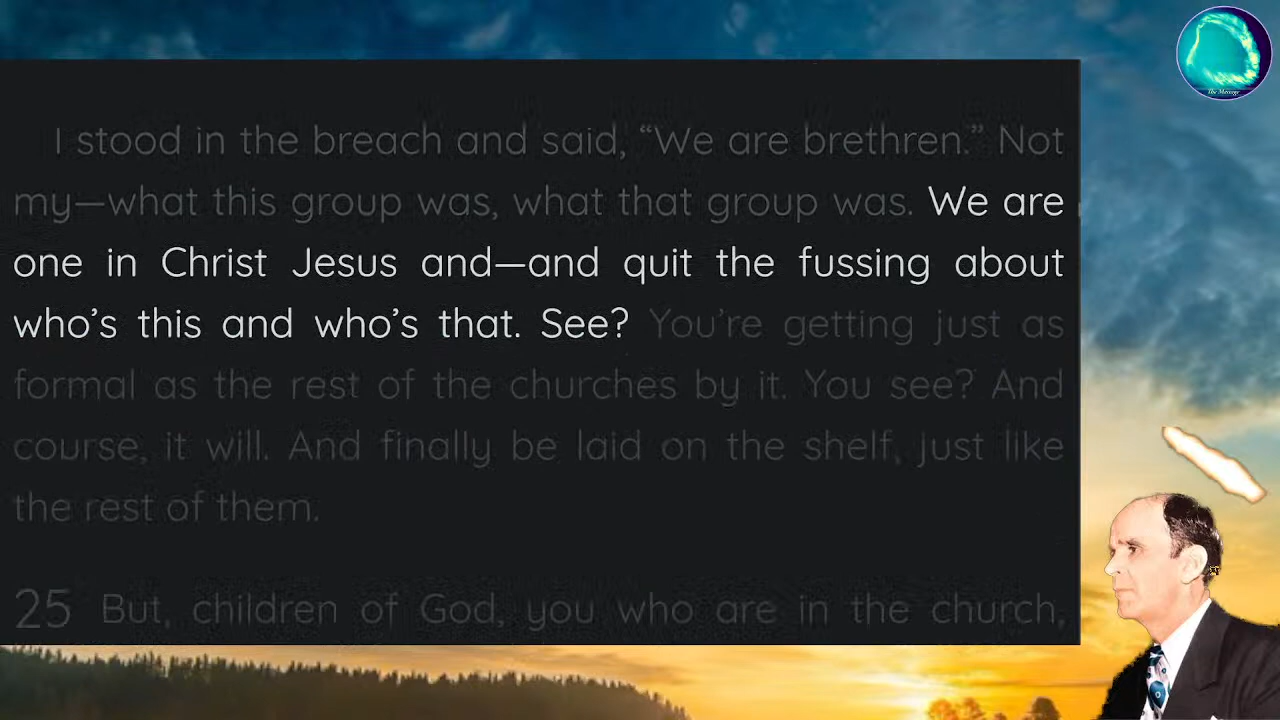 The Message
I stood in the breach and said, “We are brethren.” Not
my—what this group was, what that group was. We are
one in Christ Jesus and—and quit the fussing about
who’s this and who’s that. See? You’re getting just as
formal as the rest of the churches by it. You see? And
course, it will. And finally be laid on the shelf, just like
the rest of them.
25 But, children of God, you who are in the church,